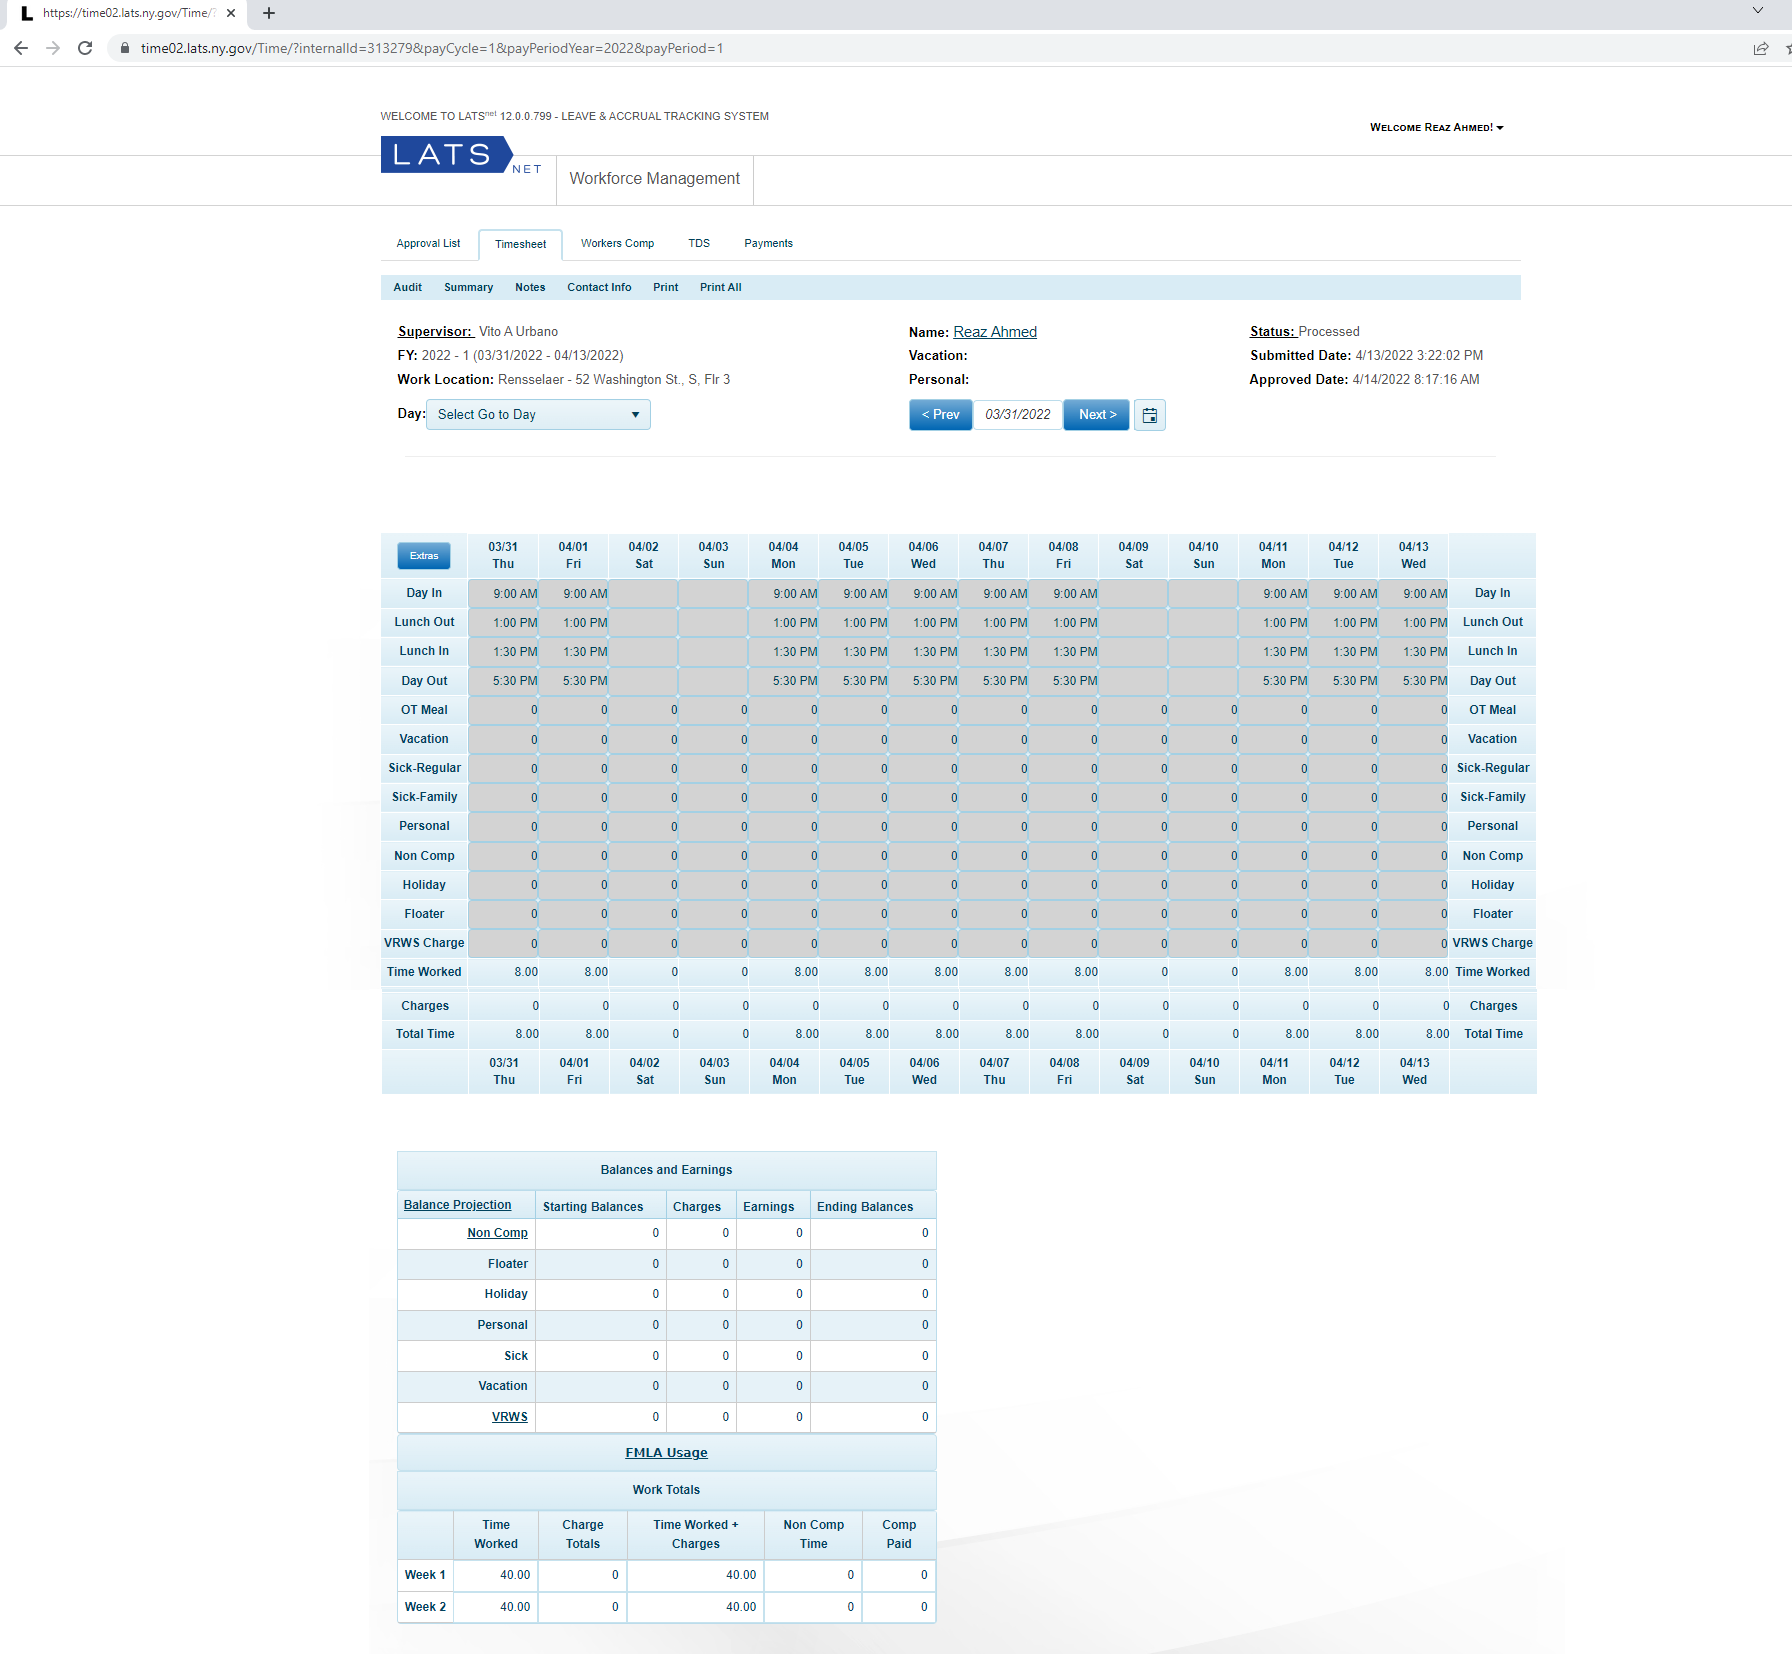 https://time02.lats.ny.gov/Time/?
time02.lats.ny.gov/Time/?internalId=313279&payCycle=1&payPeriodYear=2022&payPeriod=1
WELCOME TO LATSnet 12.0.0.799 - LEAVE & ACCRUAL TRACKING SYSTEM
WELCOME REAZ AHMED!
LATS NET
Workforce Management
Approval List Timesheet Workers Comp TDS Payments
Audit Summary Notes Contact Info Print Print All
Supervisor: Vito A Urbano Name: Reaz Ahmed Status: Processed
FY: 2022 - 1 (03/31/2022 - 04/13/2022) Vacation: Submitted Date: 4/13/2022 3:22:02 PM
Work Location: Rensselaer - 52 Washington St., S, Flr 3 Personal: Approved Date: 4/14/2022 8:17:16 AM
Day: Select Go to Day < Prev 03/31/2022 Next >
Extras 03/31 04/01 04/02 04/03 04/04 04/05 04/06 04/07 04/08 04/09 04/10 04/11 04/12 04/13
Thu Fri Sat Sun Mon Tue Wed Thu Fri Sat Sun Mon Tue Wed
Day In 9:00 AM 9:00 AM 9:00 AM 9:00 AM 9:00 AM 9:00 AM 9:00 AM 9:00 AM 9:00 AM 9:00 AM Day In
Lunch Out 1:00 PM 1:00 PM 1:00 PM 1:00 PM 1:00 PM 1:00 PM 1:00 PM 1:00 PM 1:00 PM 1:00 PM Lunch Out
Lunch In 1:30 PM 1:30 PM 1:30 PM 1:30 PM 1:30 PM 1:30 PM 1:30 PM 1:30 PM 1:30 PM 1:30 PM Lunch In
Day Out 5:30 PM 5:30 PM 5:30 PM 5:30 PM 5:30 PM 5:30 PM 5:30 PM 5:30 PM 5:30 PM 5:30 PM Day Out
OT Meal 0 0 0 0 0 0 0 0 0 0 0 0 0 0 OT Meal
Vacation 0 0 0 0 0 0 0 0 0 0 0 0 0 0 Vacation
Sick-Regular 0 0 0 0 0 0 0 0 0 0 0 0 0 0 Sick-Regular
Sick-Family 0 0 0 0 0 0 0 0 0 0 0 0 0 0 Sick-Family
Personal 0 0 0 0 0 0 0 0 0 0 0 0 0 0 Personal
Non Comp 0 0 0 0 0 0 0 0 0 0 0 0 0 0 Non Comp
Holiday 0 0 0 0 0 0 0 0 0 0 0 0 0 0 Holiday
Floater 0 0 0 0 0 0 0 0 0 0 0 0 0 0 Floater
VRWS Charge 0 0 0 0 0 0 0 0 0 0 0 0 0 0 VRWS Charge
Time Worked 8.00 8.00 0 0 8.00 8.00 8.00 8.00 8.00 0 0 8.00 8.00 8.00 Time Worked
Charges 0 0 0 0 0 0 0 0 0 0 0 0 0 0 Charges
Total Time 8.00 8.00 0 0 8.00 8.00 8.00 8.00 8.00 0 0 8.00 8.00 8.00 Total Time
03/31 04/01 04/02 04/03 04/04 04/05 04/06 04/07 04/08 04/09 04/10 04/11 04/12 04/13
Thu Fri Sat Sun Mon Tue Wed Thu Fri Sat Sun Mon Tue Wed
Balances and Earnings
Balance Projection Starting Balances Charges Earnings Ending Balances
Non Comp 0 0 0 0
Floater 0 0 0 0
Holiday 0 0 0 0
Personal 0 0 0 0
Sick 0 0 0 0
Vacation 0 0 0 0
VRWS 0 0 0 0
FMLA Usage
Work Totals
Time Charge Time Worked + Non Comp Comp
Worked Totals Charges Time Paid
Week 1 40.00 0 40.00 0 0
Week 2 40.00 0 40.00 0 0